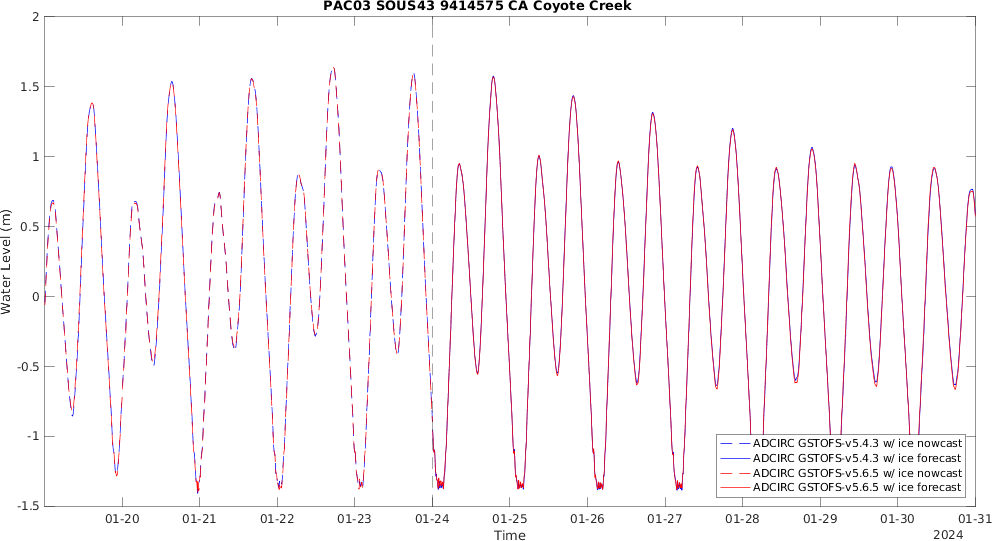 PAC03 SOUS43 9414575 CA Coyote Creek
2
1.5
1
0.5
0
-0.5
-1
-1.5
Water Level (m)
ADCIRC GSTOFS-v5.4.3 w/ ice nowcast
ADCIRC GSTOFS-v5.4.3 w/ ice forecast
ADCIRC GSTOFS-v5.6.5 w/ ice nowcast
ADCIRC GSTOFS-v5.6.5 w/ ice forecast
01-20 01-21 01-22 01-23 01-24 01-25 01-26 01-27 01-28 01-29 01-30 01-31
Time
2024